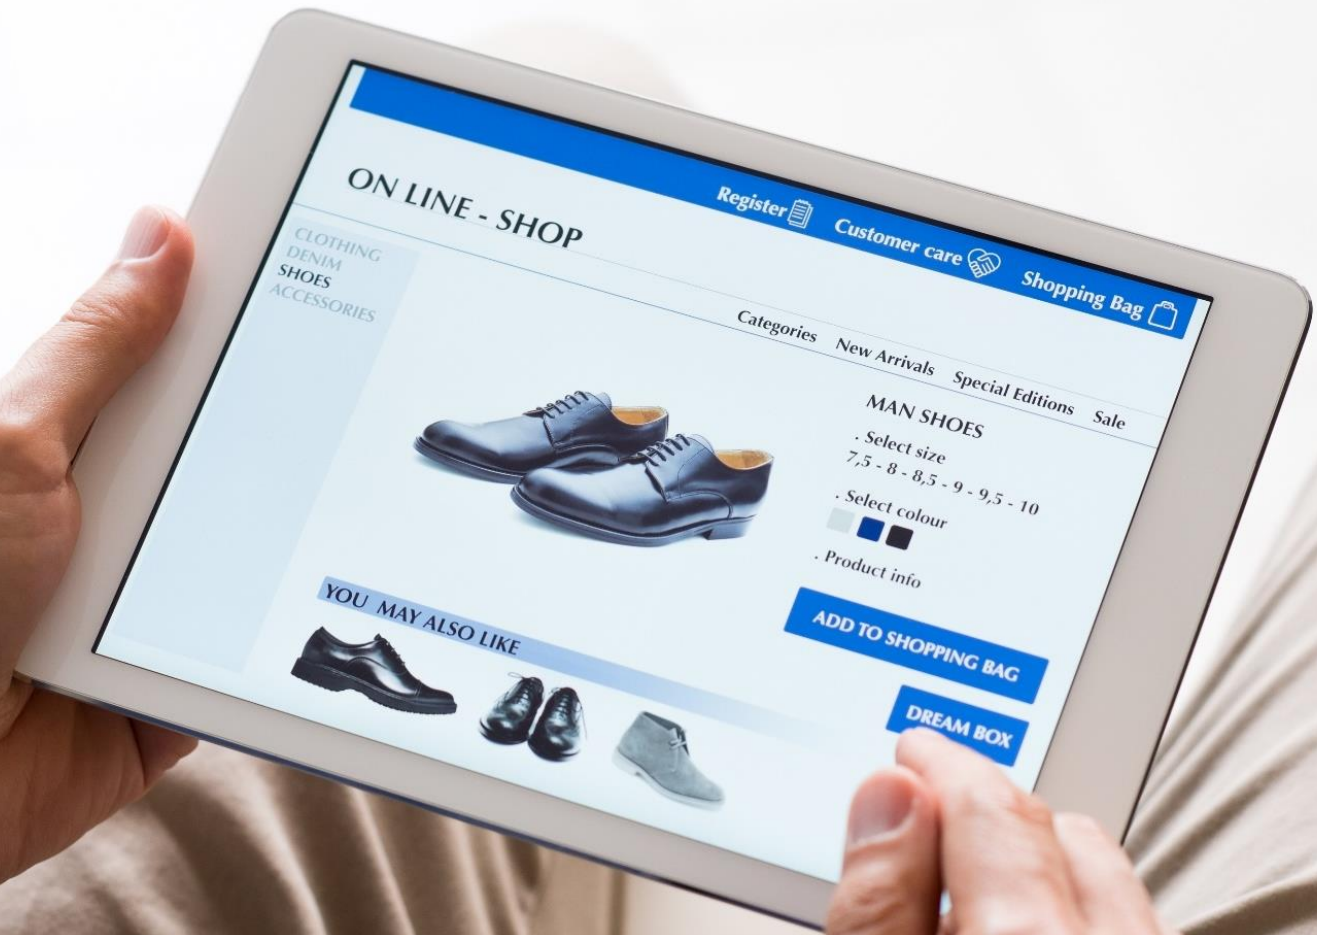 Register
Customer care
Shopping Bag
ON LINE - SHOP
Categories
New Arrivals
Special Editions
Sale
CLOTHING
DENIM
SHOES
ACCESSORIES
MAN SHOES
. Select size
7,5 - 8 - 8,5 - 9 - 9,5 - 10
. Select colour
. Product info
ADD TO SHOPPING BAG
DREAM BOX
YOU MAY ALSO LIKE